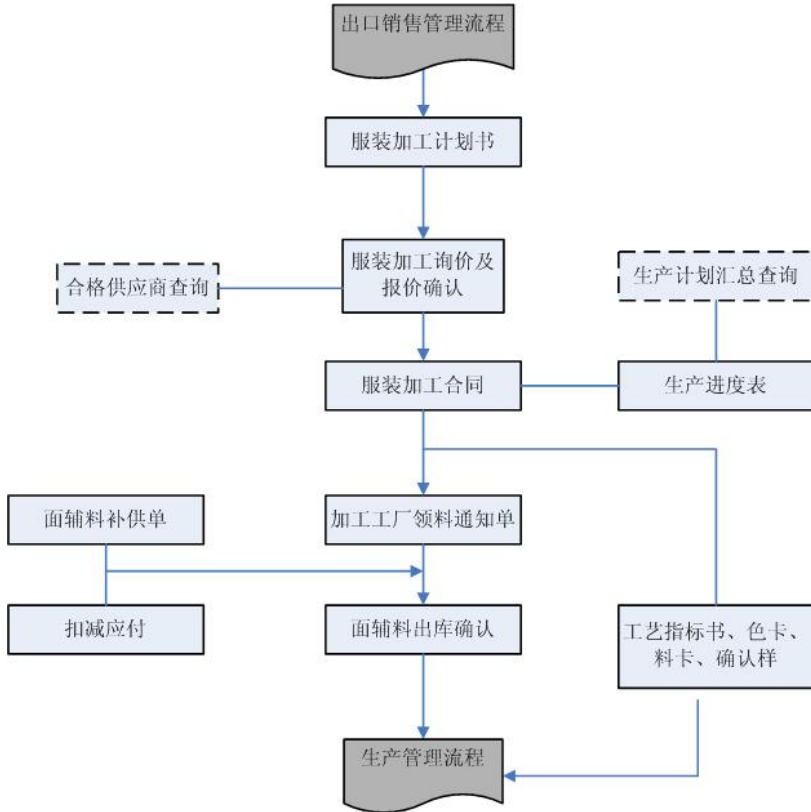 出口销售管理流程
服装加工计划书
服装加工询价及
报价确认
合格供应商查询
生产计划汇总查询
服装加工合同
生产进度表
面辅料补供单
加工工厂领料通知单
扣减应付
面辅料出库确认
工艺指标书、色卡、
料卡、确认样
生产管理流程